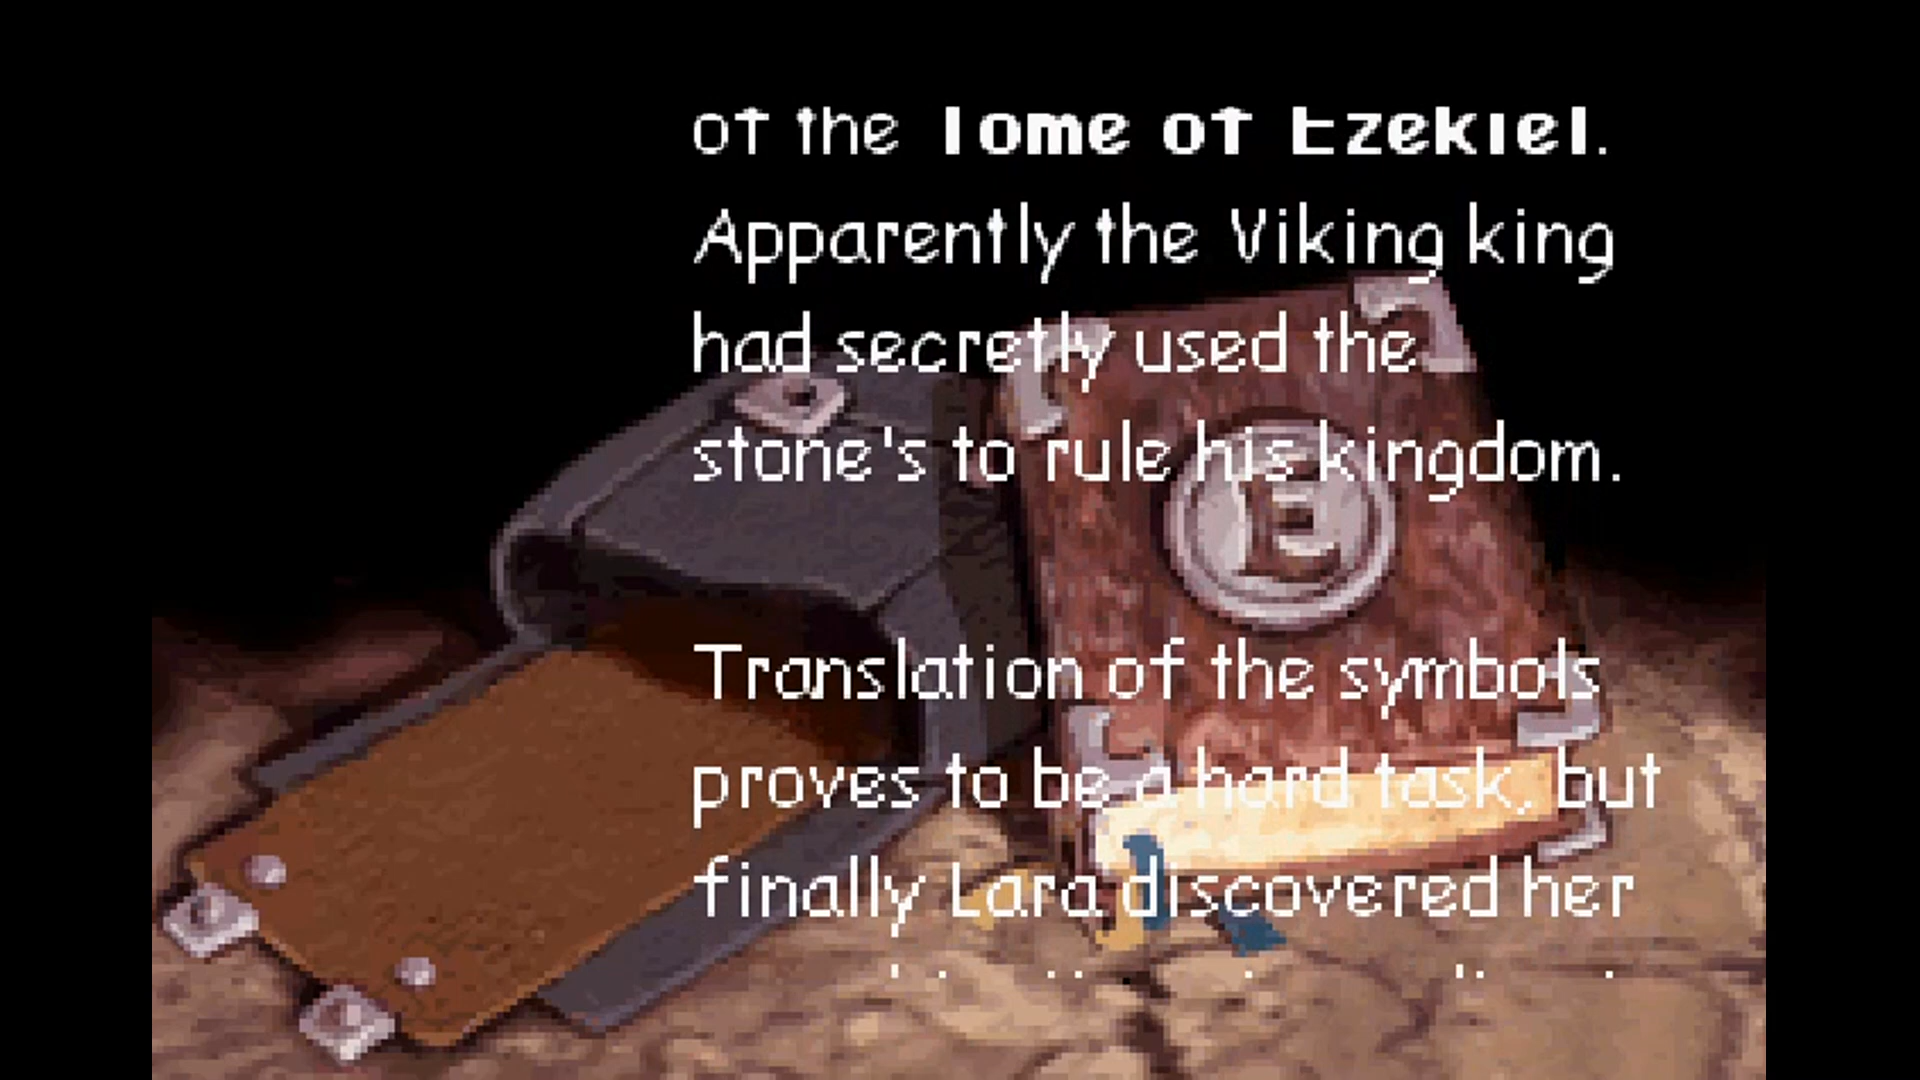 of the Tome of Ezekiel.
Apparently the Viking king
had secretly used the
stone's to rule his kingdom.
E
Translation of the symbols
proves to be a hard task, but
finally Lara discovered her